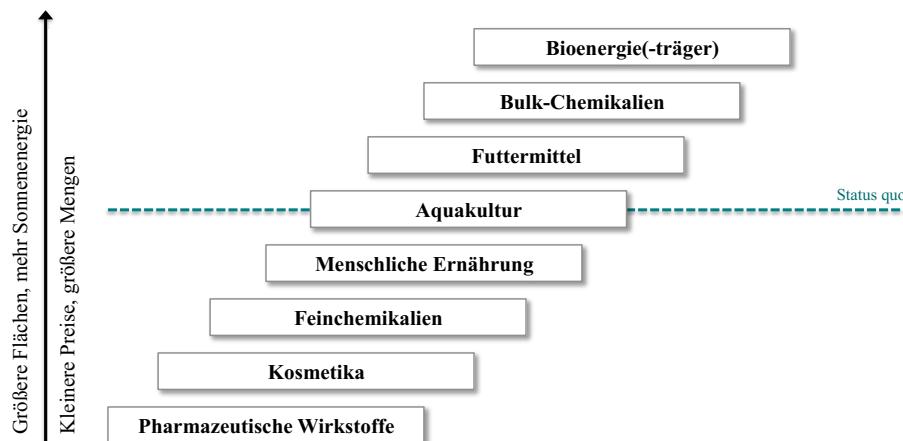 Bioenergie(-träger)
Bulk-Chemikalien
Futtermittel
Aquakultur
Status quo
Menschliche Ernährung
Feinchemikalien
Kosmetika
Pharmazeutische Wirkstoffe
Größere Flächen, mehr Sonnenenergie
Kleinere Preise, größere Mengen